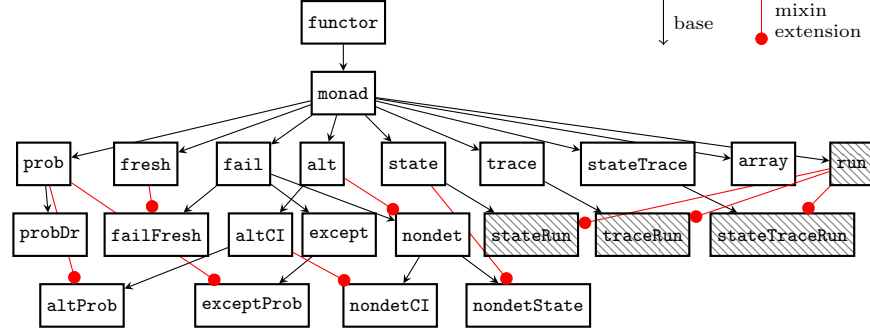 functor
base
mixin
extension
monad
prob fresh fail alt state trace stateTrace array run
probDr failFresh altCI except nondet stateRun traceRun stateTraceRun
altProb exceptProb nondetCI nondetState